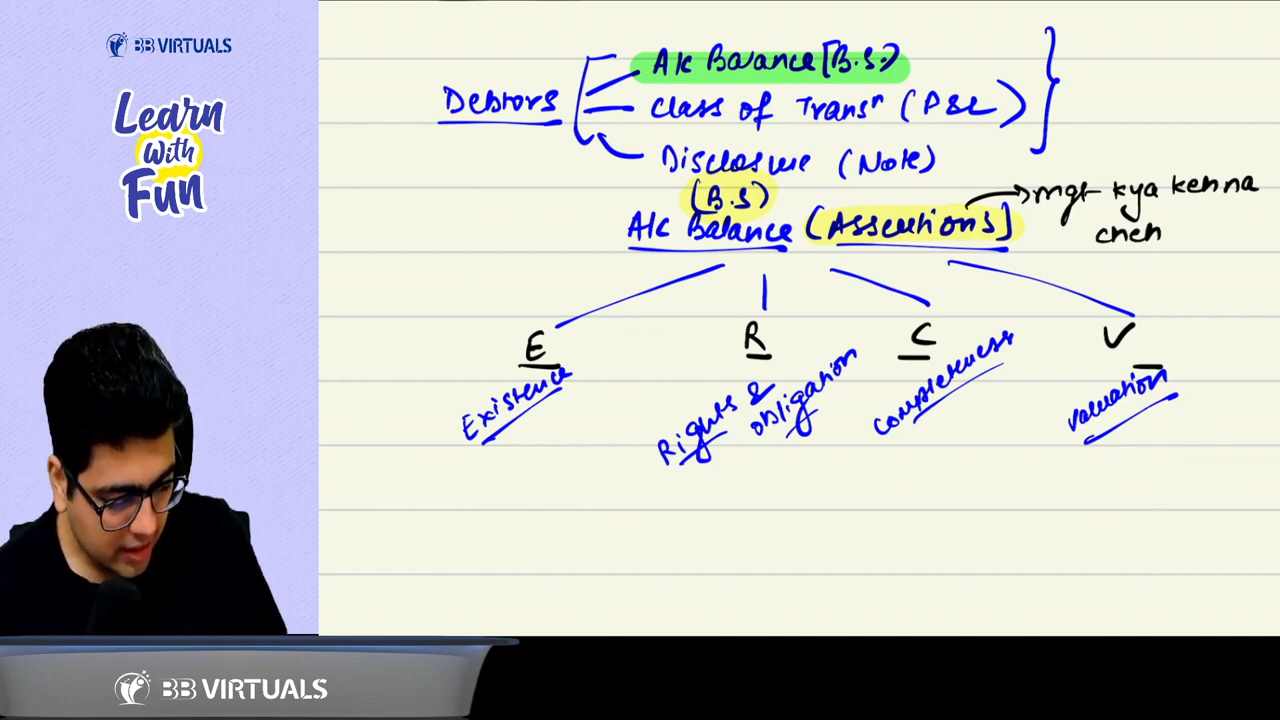 BB VIRTUALS
Learn
With
Fun
A/c Balance [B.S.)
Debtors
Class of Transⁿ (P&L)
Disclosure (Note)
(B.S)
A/c Balance (Assertions]
mgt kya kehna
cheh
E R C V
Existence
Rights & obligation
completeness
valuation
BB VIRTUALS